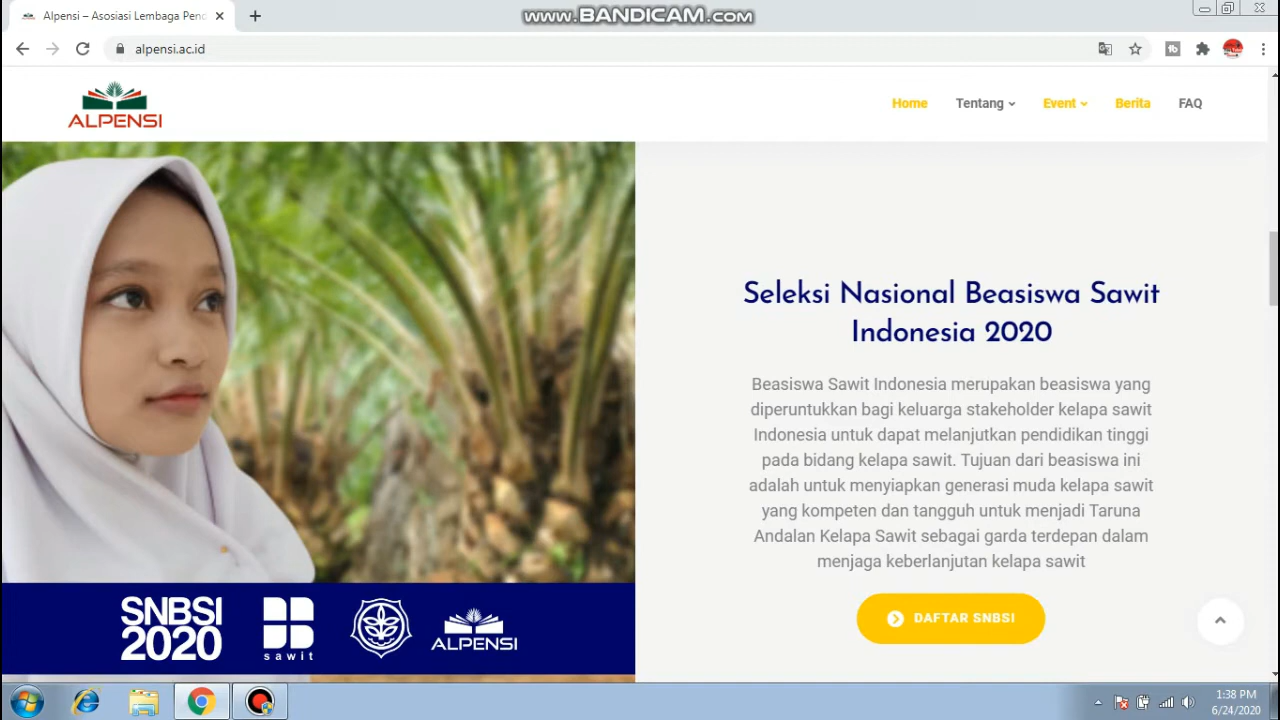 Alpensi – Asosiasi Lembaga Pend
www.BANDICAM.com
alpensi.ac.id
ALPENSI
Home
Tentang
Event
Berita
FAQ
Seleksi Nasional Beasiswa Sawit
Indonesia 2020
Beasiswa Sawit Indonesia merupakan beasiswa yang
diperuntukkan bagi keluarga stakeholder kelapa sawit
Indonesia untuk dapat melanjutkan pendidikan tinggi
pada bidang kelapa sawit. Tujuan dari beasiswa ini
adalah untuk menyiapkan generasi muda kelapa sawit
yang kompeten dan tangguh untuk menjadi Taruna
Andalan Kelapa Sawit sebagai garda terdepan dalam
menjaga keberlanjutan kelapa sawit
DAFTAR SNBSI
SNBSI
2020
sawit
ALPENSI
1:38 PM
6/24/2020